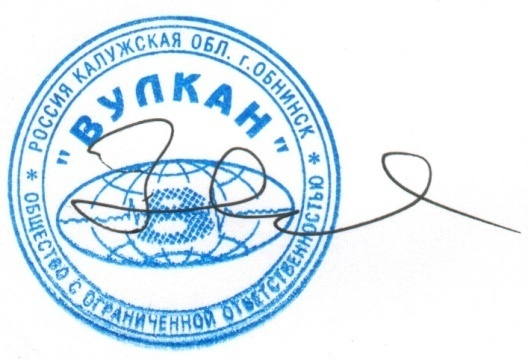 * РОССИЯ КАЛУЖСКАЯ ОБЛ. г.ОБНИНСК *
"ВУЛКАН"
В
ОБЩЕСТВО С ОГРАНИЧЕННОЙ ОТВЕТСТВЕННОСТЬЮ